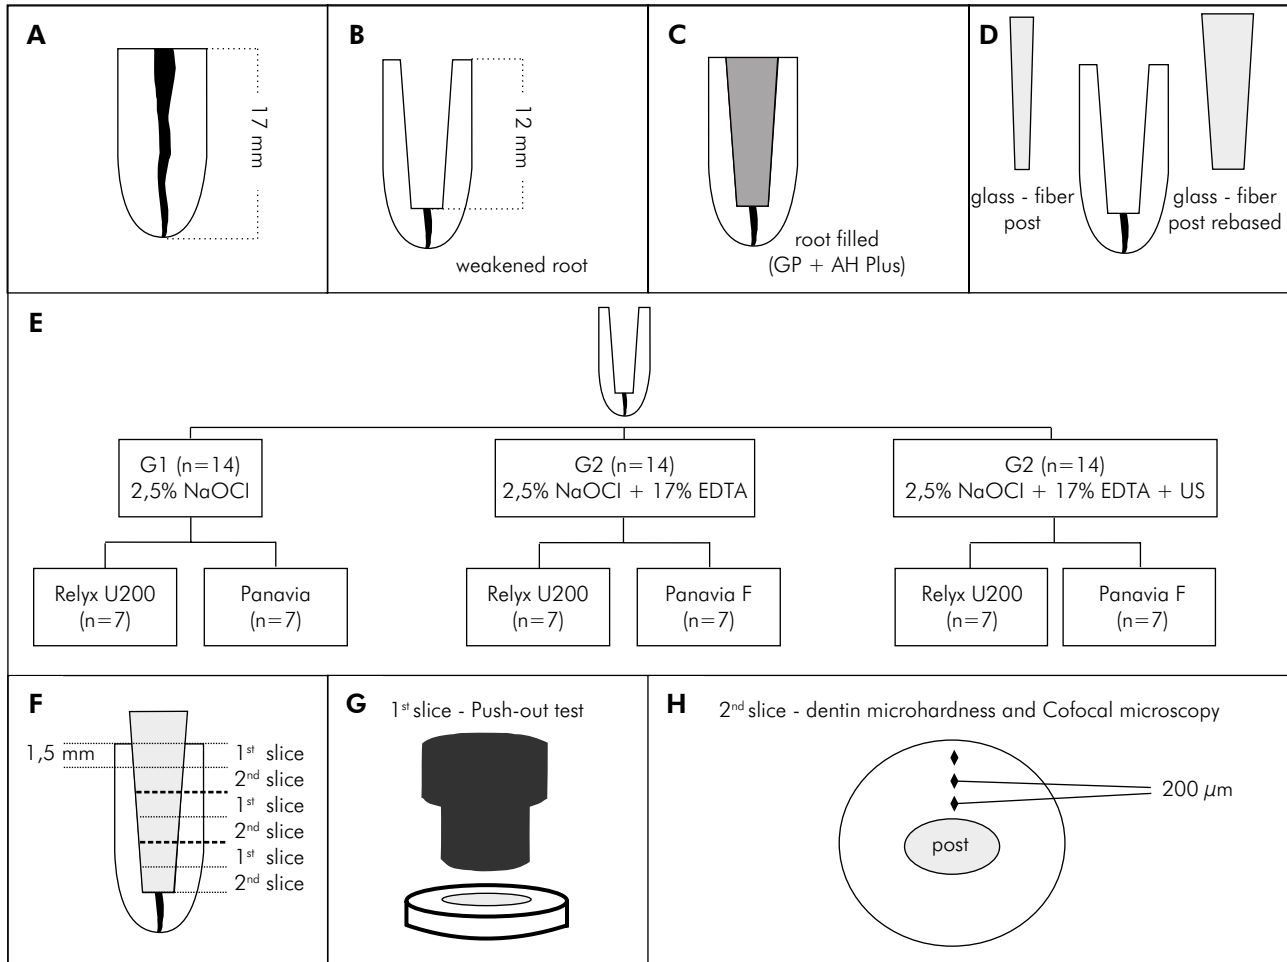 A
17 mm
B
12 mm
weakened root
C
root filled
(GP + AH Plus)
D
glass - fiber
post
glass - fiber
post rebased
E
G1 (n=14)
2,5% NaOCl
G2 (n=14)
2,5% NaOCl + 17% EDTA
G2 (n=14)
2,5% NaOCl + 17% EDTA + US
Relyx U200
(n=7)
Panavia
(n=7)
Relyx U200
(n=7)
Panavia F
(n=7)
Relyx U200
(n=7)
Panavia F
(n=7)
F
1,5 mm
1st slice
2nd slice
1st slice
2nd slice
1st slice
2nd slice
G
1st slice - Push-out test
H
2nd slice - dentin microhardness and Cofocal microscopy
200 µm
post